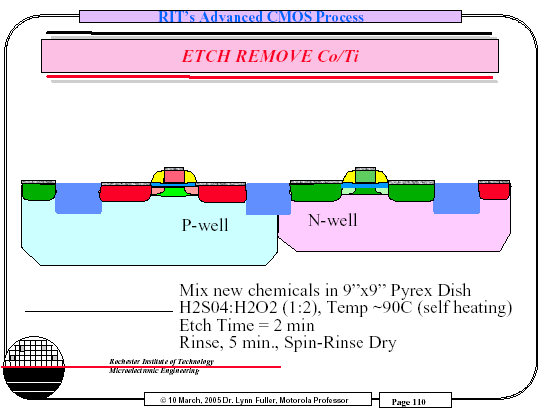 RIT's Advanced CMOS Process
ETCH REMOVE Co/Ti
P-well
N-well
Mix new chemicals in 9”x9” Pyrex Dish
H2S04:H2O2 (1:2), Temp ~90C (self heating)
Etch Time = 2 min
Rinse, 5 min., Spin-Rinse Dry
Rochester Institute of Technology
Microelectronic Engineering
© 10 March, 2005 Dr. Lynn Fuller, Motorola Professor
Page 110